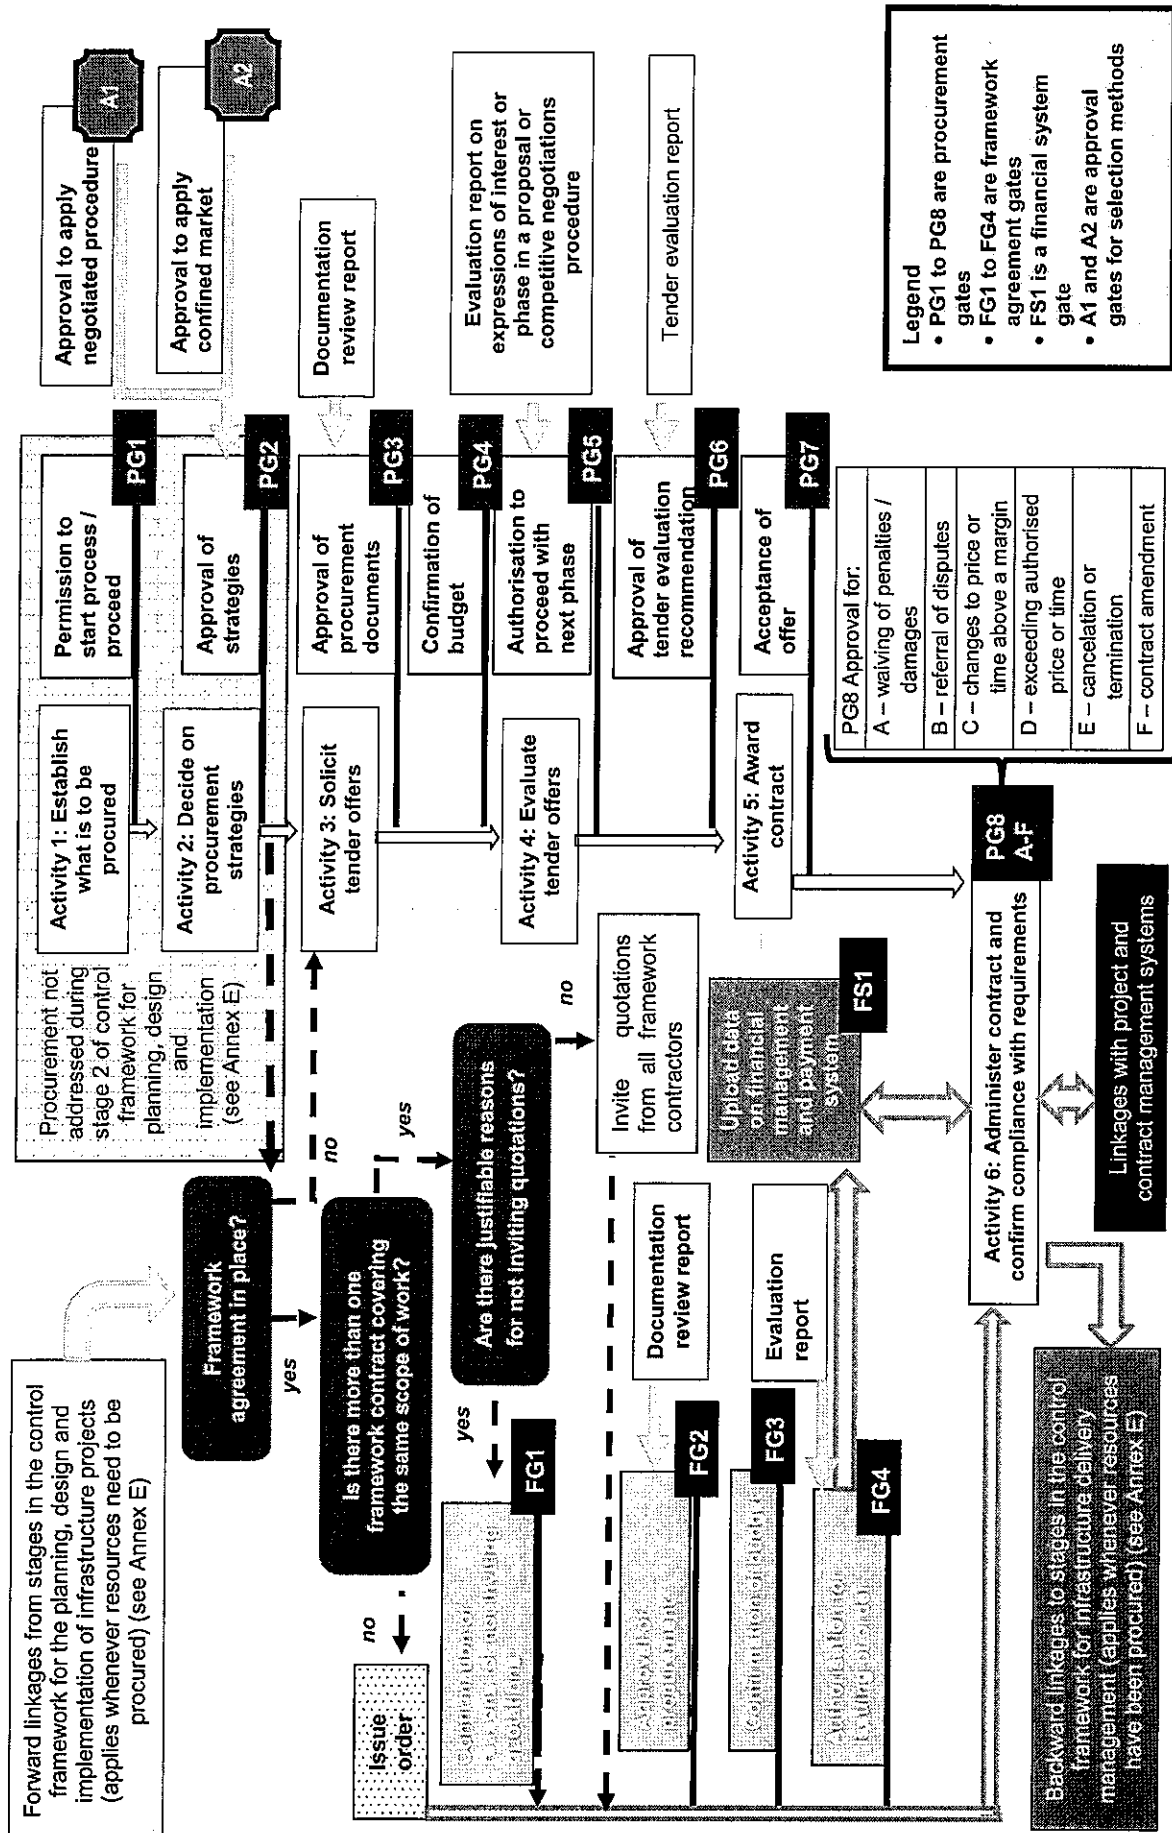 Forward linkages from stages in the control
framework for the planning, design and
implementation of infrastructure projects
(applies whenever resources need to be
procured) (see Annex E)
Procurement not
addressed during
stage 2 of control
framework for
planning, design
and
implementation
(see Annex E)
Activity 1: Establish
what is to be
procured
Permission to
start process /
proceed
PG1
Approval to apply
negotiated procedure
A1
Activity 2: Decide on
procurement
strategies
Approval of
strategies
PG2
Approval to apply
confined market
A2
Framework
agreement in place?
yes
no
Activity 3: Solicit
tender offers
Approval of
procurement
documents
PG3
Documentation
review report
Confirmation of
budget
PG4
Is there more than one
framework contract covering
the same scope of work?
no
yes
Activity 4: Evaluate
tender offers
Authorisation to
proceed with
next phase
PG5
Evaluation report on
expressions of interest or
phase in a proposal or
competitive negotiations
procedure
Are there justifiable reasons
for not inviting quotations?
yes
no
Issue
order
FG1
Invite quotations
from all framework
contractors
Approval of
tender evaluation
recommendation
PG6
Tender evaluation report
FG2
Documentation
review report
Activity 5: Award
contract
Acceptance of
offer
PG7
FG3
Evaluation
report
FG4
Upload data
on financial
management
and payment
system
FS1
PG8 Approval for:
A – waiving of penalties /
damages
B – referral of disputes
C – changes to price or
time above a margin
D – exceeding authorised
price or time
E – cancelation or
termination
F – contract amendment
PG8
A-F
Activity 6: Administer contract and
confirm compliance with requirements
Backward linkages to stages in the control
framework for infrastructure delivery
management (applies whenever resources
have been procured) (see Annex E)
Linkages with project and
contract management systems
Legend
• PG1 to PG8 are procurement
gates
• FG1 to FG4 are framework
agreement gates
• FS1 is a financial system
gate
• A1 and A2 are approval
gates for selection methods